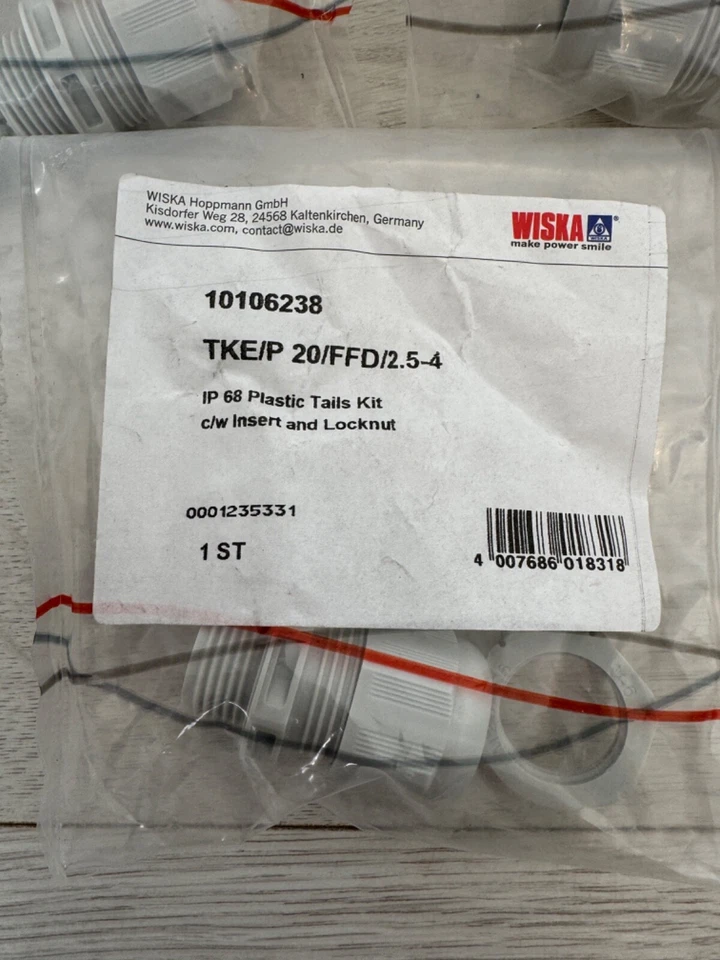 WISKA Hoppmann GmbH
Kisdorfer Weg 28, 24568 Kaltenkirchen, Germany
www.wiska.com, contact@wiska.de
WISKA
WISKA
®
make power smile
10106238
TKE/P 20/FFD/2.5-4
IP 68 Plastic Tails Kit
c/w Insert and Locknut
0001235331
1 ST
4 007686 018318